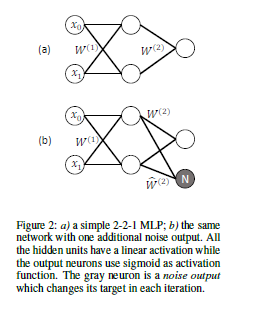 X₀
(a) W(1) W(2)
X₁
X₀ W(2)
(b) W(1)
X₁ Ŵ(2) N
Figure 2: a) a simple 2-2-1 MLP; b) the same
network with one additional noise output. All
the hidden units have a linear activation while
the output neurons use sigmoid as activation
function. The gray neuron is a noise output
which changes its target in each iteration.